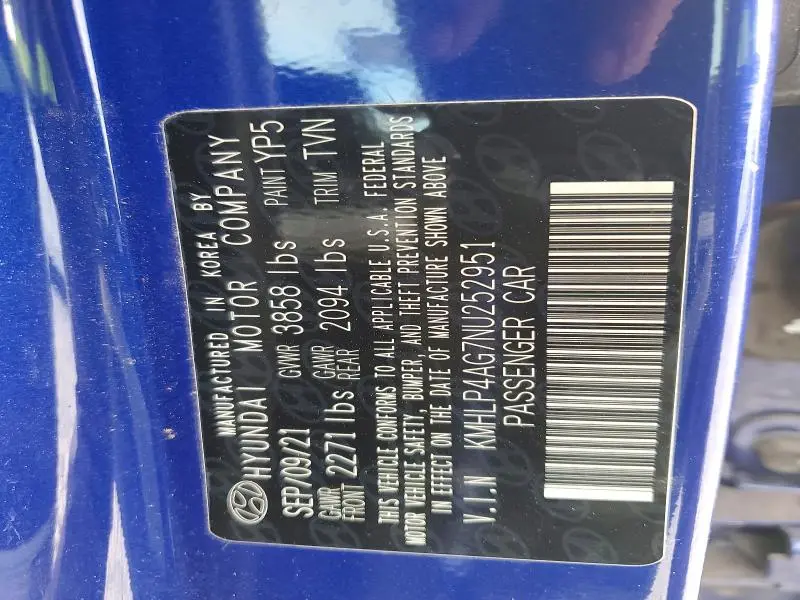 MANUFACTURED IN KOREA BY
HYUNDAI MOTOR COMPANY
SEP/09/21 GVWR 3858 lbs PAINT YP5
GAWR FRONT 2271 lbs GAWR REAR 2094 lbs TRIM TVN
THIS VEHICLE CONFORMS TO ALL APPLICABLE U.S.A. FEDERAL
MOTOR VEHICLE SAFETY, BUMPER, AND THEFT PREVENTION STANDARDS
IN EFFECT ON THE DATE OF MANUFACTURE SHOWN ABOVE
V.I.N KMHLP4AG7NU252951
PASSENGER CAR